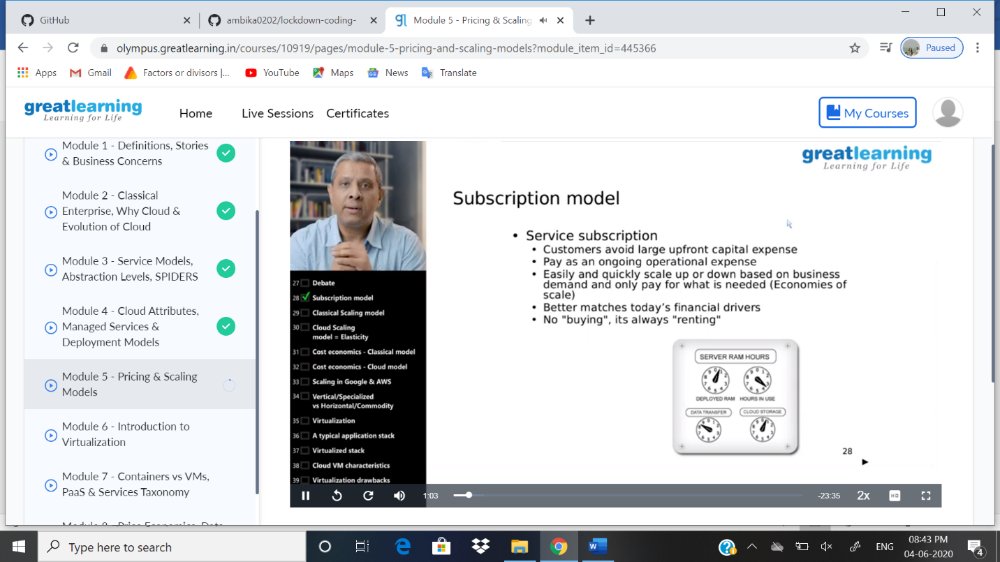 GitHub
ambika0202/lockdown-coding-
Module 5 - Pricing & Scaling
olympus.greatlearning.in/courses/10919/pages/module-5-pricing-and-scaling-models?module_item_id=445366
Paused
Apps
Gmail
Factors or divisors |...
YouTube
Maps
News
Translate
greatlearning
Learning for Life
Home
Live Sessions
Certificates
My Courses
Module 1 - Definitions, Stories
& Business Concerns
Module 2 - Classical
Enterprise, Why Cloud &
Evolution of Cloud
Module 3 - Service Models,
Abstraction Levels, SPIDERS
Module 4 - Cloud Attributes,
Managed Services &
Deployment Models
Module 5 - Pricing & Scaling
Models
Module 6 - Introduction to
Virtualization
Module 7 - Containers vs VMs,
PaaS & Services Taxonomy
27 Debate
28 Subscription model
29 Classical Scaling model
30 Cloud Scaling
model = Elasticity
31 Cost economics - Classical model
32 Cost economics - Cloud model
33 Scaling in Google & AWS
34 Vertical/Specialized
vs Horizontal/Commodity
35 Virtualization
36 A typical application stack
37 Virtualized stack
38 Cloud VM characteristics
39 Virtualization drawbacks
greatlearning
Learning for Life
Subscription model
• Service subscription
• Customers avoid large upfront capital expense
• Pay as an ongoing operational expense
• Easily and quickly scale up or down based on business
demand and only pay for what is needed (Economies of
scale)
• Better matches today's financial drivers
• No "buying", its always "renting"
SERVER RAM HOURS
DEPLOYED RAM
HOURS IN USE
DATA TRANSFER
CLOUD STORAGE
28
1:03
-23:35
2x
HD
Type here to search
ENG
08:43 PM
04-06-2020
4